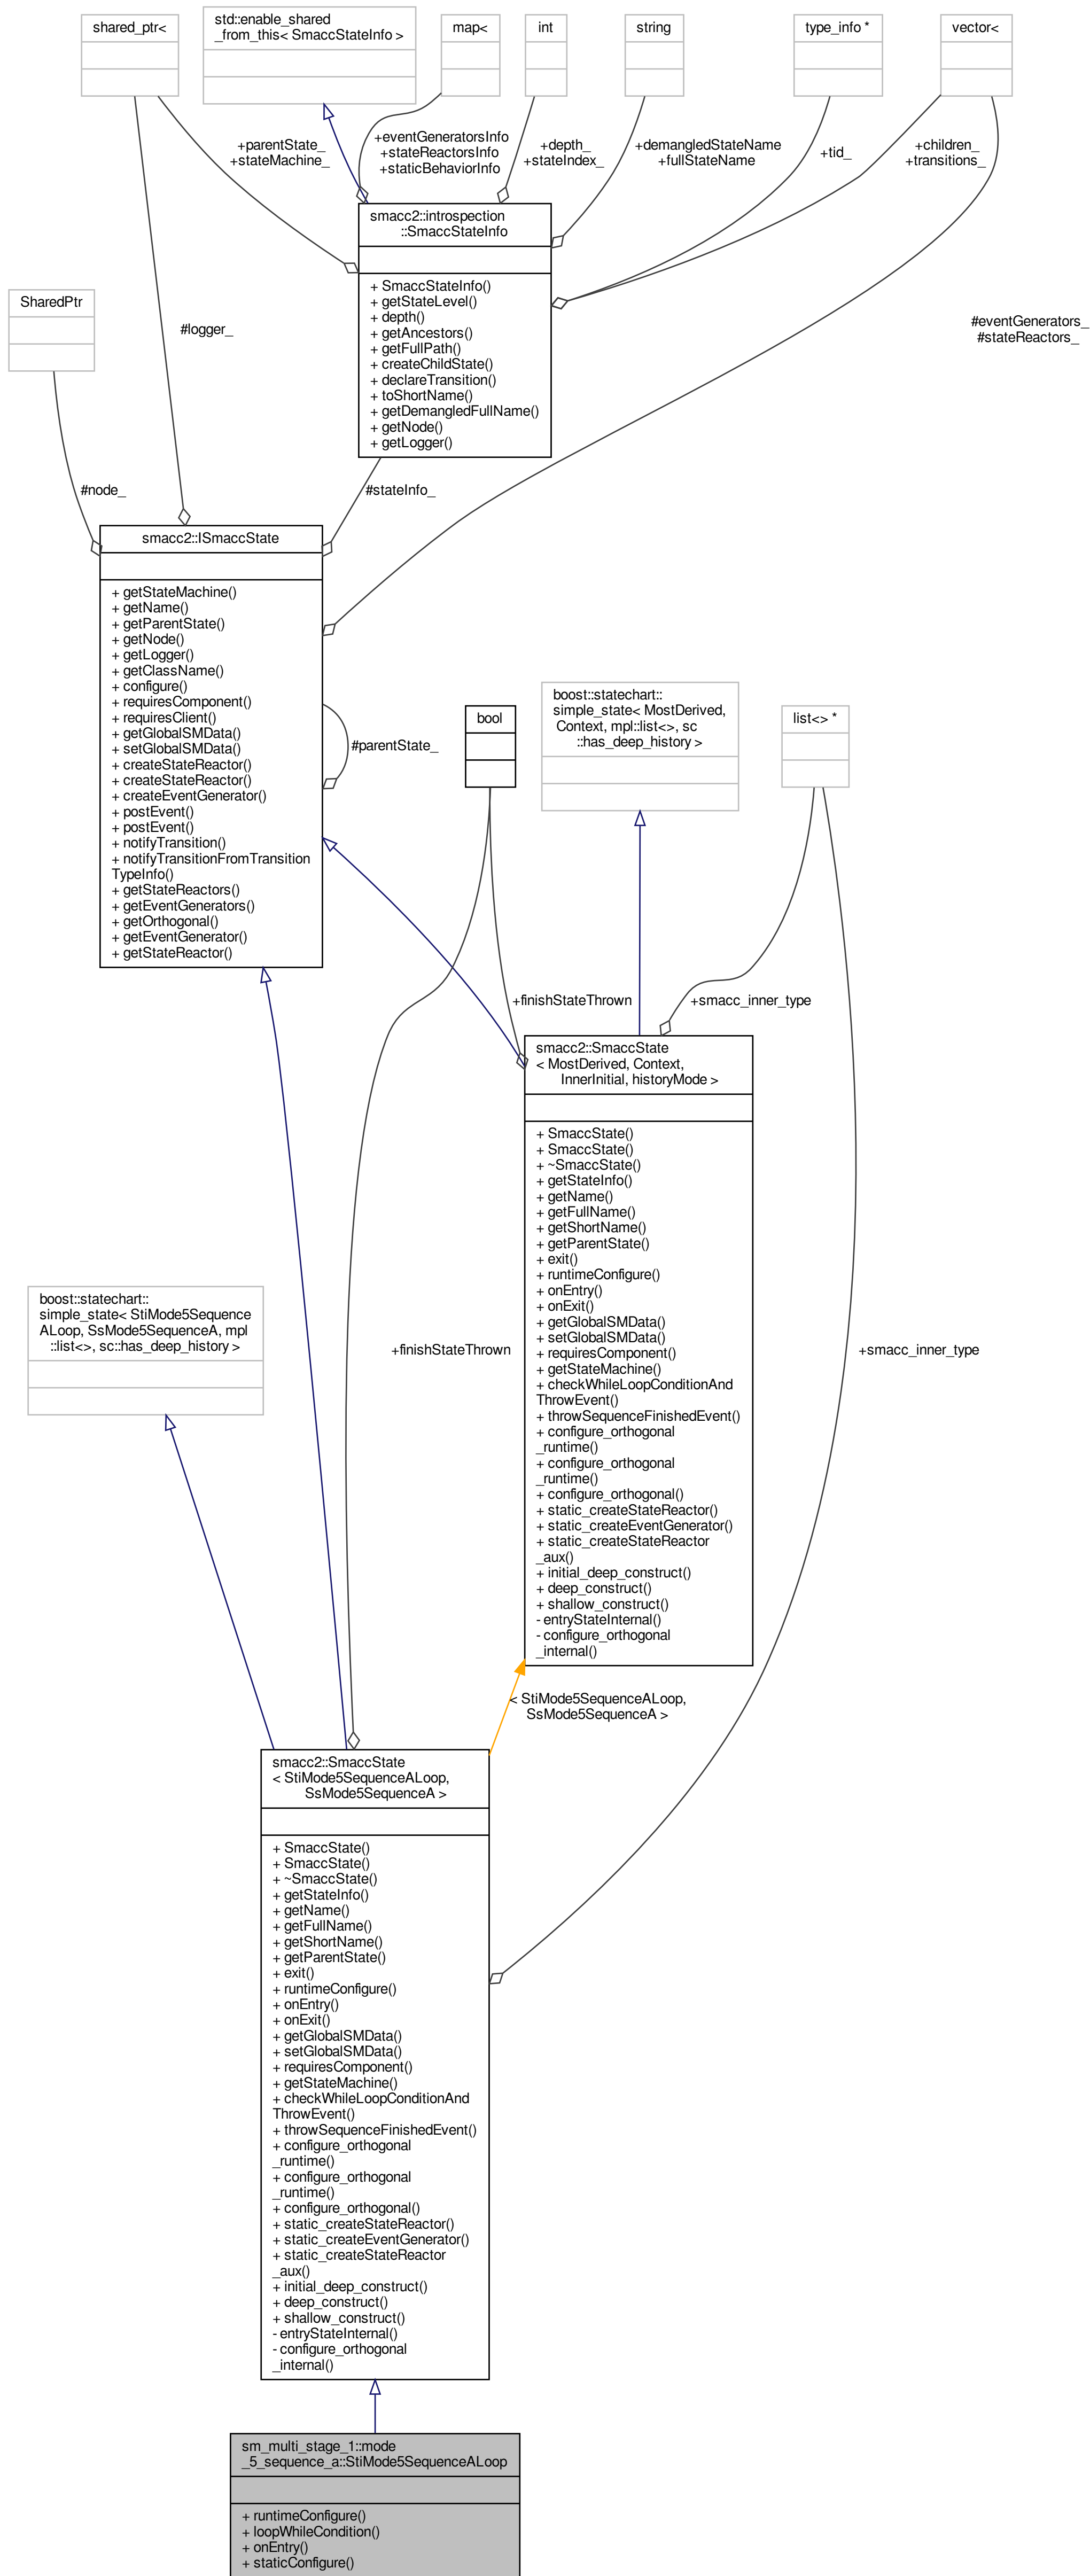 shared_ptr<
std::enable_shared
_from_this< SmaccStateInfo >
map<
int
string
type_info *
vector<
+parentState_
+stateMachine_
+eventGeneratorsInfo
+stateReactorsInfo
+staticBehaviorInfo
+depth_
+stateIndex_
+demangledStateName
+fullStateName
+tid_
+children_
+transitions_
smacc2::introspection
::SmaccStateInfo
+ SmaccStateInfo()
+ getStateLevel()
+ depth()
+ getAncestors()
+ getFullPath()
+ createChildState()
+ declareTransition()
+ toShortName()
+ getDemangledFullName()
+ getNode()
+ getLogger()
SharedPtr
#logger_
#eventGenerators_
#stateReactors_
#node_
#stateInfo_
smacc2::ISmaccState
+ getStateMachine()
+ getName()
+ getParentState()
+ getNode()
+ getLogger()
+ getClassName()
+ configure()
+ requiresComponent()
+ requiresClient()
+ getGlobalSMData()
+ setGlobalSMData()
+ createStateReactor()
+ createStateReactor()
+ createEventGenerator()
+ postEvent()
+ postEvent()
+ notifyTransition()
+ notifyTransitionFromTransition
TypeInfo()
+ getStateReactors()
+ getEventGenerators()
+ getOrthogonal()
+ getEventGenerator()
+ getStateReactor()
#parentState_
bool
boost::statechart::
simple_state< MostDerived,
Context, mpl::list<>, sc
::has_deep_history >
list<> *
+finishStateThrown
+smacc_inner_type
smacc2::SmaccState
< MostDerived, Context,
InnerInitial, historyMode >
+ SmaccState()
+ SmaccState()
+ ~SmaccState()
+ getStateInfo()
+ getName()
+ getFullName()
+ getShortName()
+ getParentState()
+ exit()
+ runtimeConfigure()
+ onEntry()
+ onExit()
+ getGlobalSMData()
+ setGlobalSMData()
+ requiresComponent()
+ getStateMachine()
+ checkWhileLoopConditionAnd
ThrowEvent()
+ throwSequenceFinishedEvent()
+ configure_orthogonal
_runtime()
+ configure_orthogonal
_runtime()
+ configure_orthogonal()
+ static_createStateReactor()
+ static_createEventGenerator()
+ static_createStateReactor
_aux()
+ initial_deep_construct()
+ deep_construct()
+ shallow_construct()
- entryStateInternal()
- configure_orthogonal
_internal()
boost::statechart::
simple_state< StiMode5Sequence
ALoop, SsMode5SequenceA, mpl
::list<>, sc::has_deep_history >
+finishStateThrown
+smacc_inner_type
< StiMode5SequenceALoop,
SsMode5SequenceA >
smacc2::SmaccState
< StiMode5SequenceALoop,
SsMode5SequenceA >
+ SmaccState()
+ SmaccState()
+ ~SmaccState()
+ getStateInfo()
+ getName()
+ getFullName()
+ getShortName()
+ getParentState()
+ exit()
+ runtimeConfigure()
+ onEntry()
+ onExit()
+ getGlobalSMData()
+ setGlobalSMData()
+ requiresComponent()
+ getStateMachine()
+ checkWhileLoopConditionAnd
ThrowEvent()
+ throwSequenceFinishedEvent()
+ configure_orthogonal
_runtime()
+ configure_orthogonal
_runtime()
+ configure_orthogonal()
+ static_createStateReactor()
+ static_createEventGenerator()
+ static_createStateReactor
_aux()
+ initial_deep_construct()
+ deep_construct()
+ shallow_construct()
- entryStateInternal()
- configure_orthogonal
_internal()
sm_multi_stage_1::mode
_5_sequence_a::StiMode5SequenceALoop
+ runtimeConfigure()
+ loopWhileCondition()
+ onEntry()
+ staticConfigure()